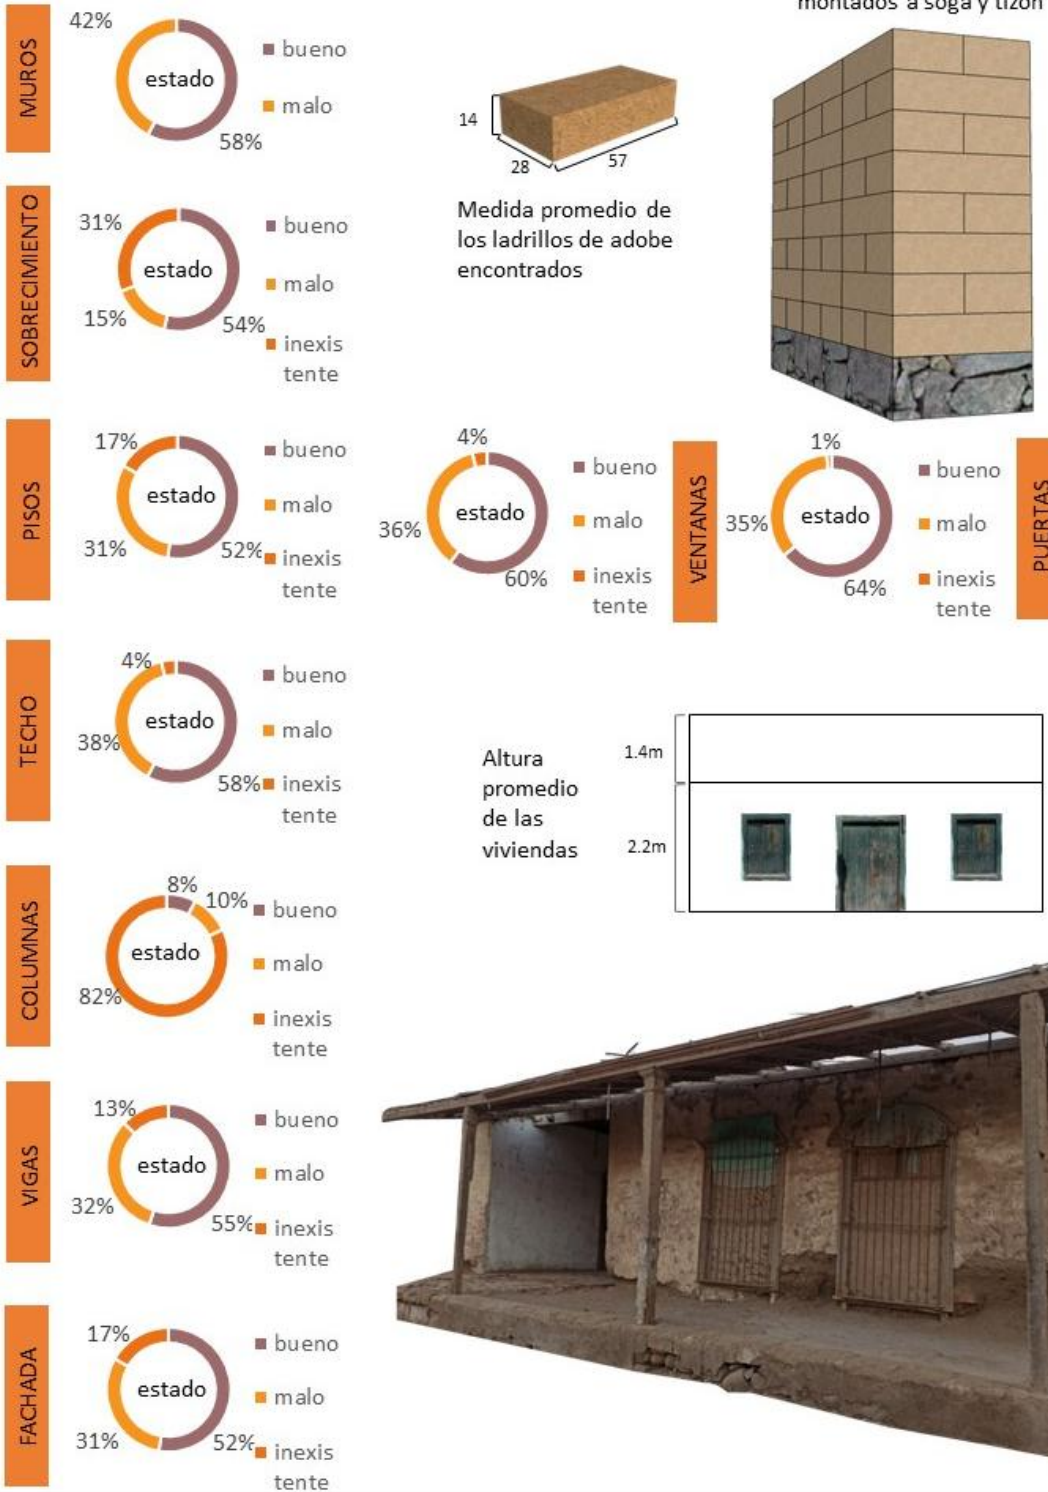 montados a soga y tizón
MUROS
42%
estado
58%
bueno
malo
14
28
57
Medida promedio de
los ladrillos de adobe
encontrados
SOBRECIMIENTO
31%
estado
15%
54%
bueno
malo
inexis
tente
PISOS
17%
estado
31%
52%
bueno
malo
inexis
tente
4%
estado
36%
60%
bueno
malo
inexis
tente
VENTANAS
1%
estado
35%
64%
bueno
malo
inexis
tente
PUERTAS
TECHO
4%
estado
38%
58%
bueno
malo
inexis
tente
Altura
promedio
de las
viviendas
1.4m
2.2m
COLUMNAS
8%
10%
estado
82%
bueno
malo
inexis
tente
VIGAS
13%
estado
32%
55%
bueno
malo
inexis
tente
FACHADA
17%
estado
31%
52%
bueno
malo
inexis
tente